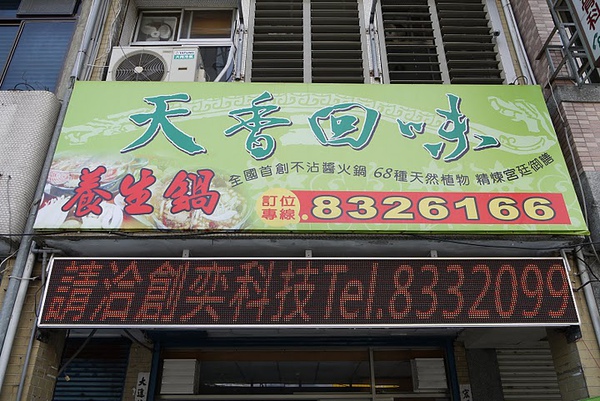 天香回味
養生鍋
全國首創不沾醬火鍋 68種天然植物 精煉宮廷御膳
訂位專線 8326166
請洽創奕科技Tel.8332099